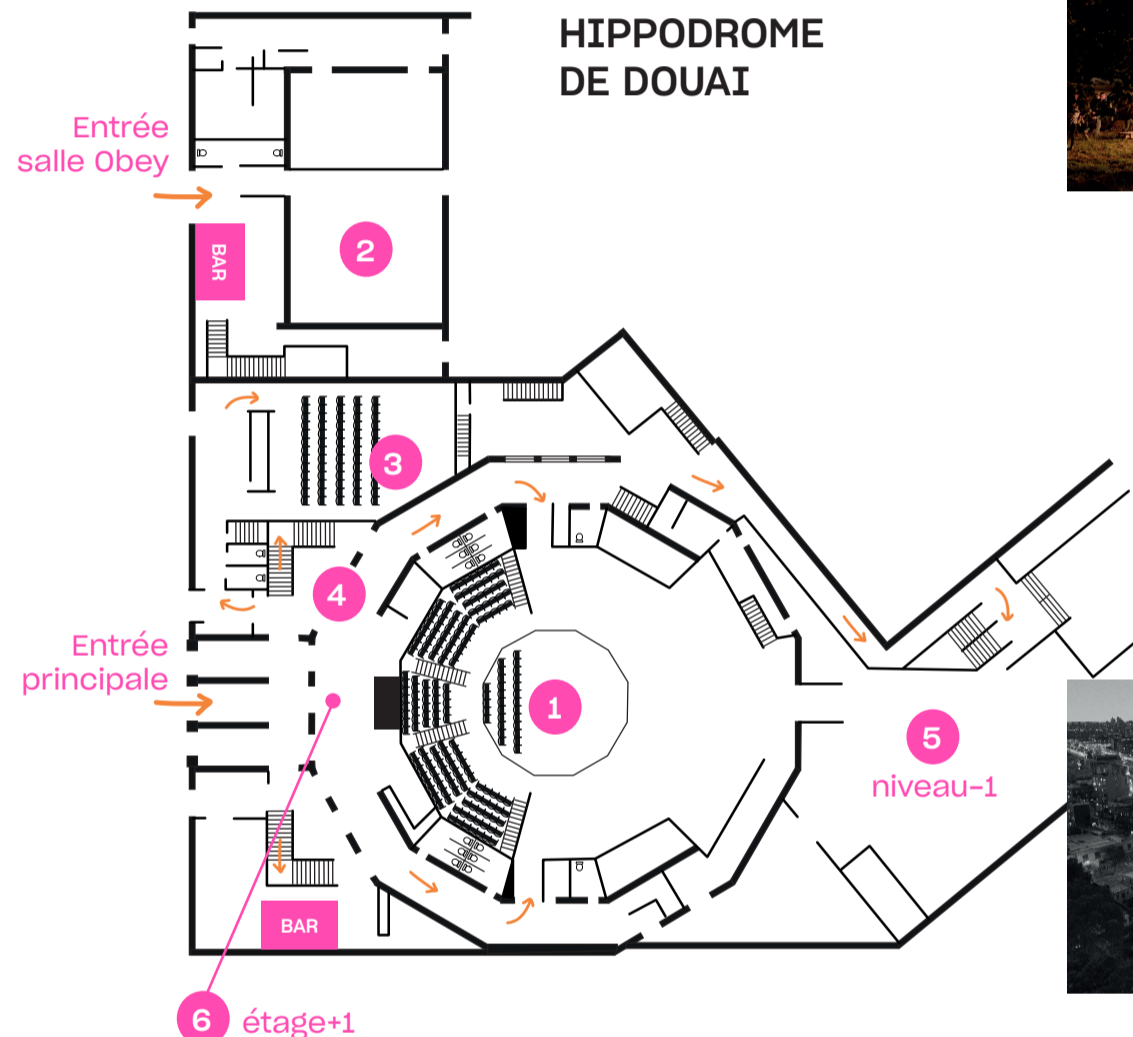 HIPPODROME
DE DOUAI
Entrée
salle Obey
BAR
2
3
4
Entrée
principale
1
5
niveau-1
BAR
6 étage+1